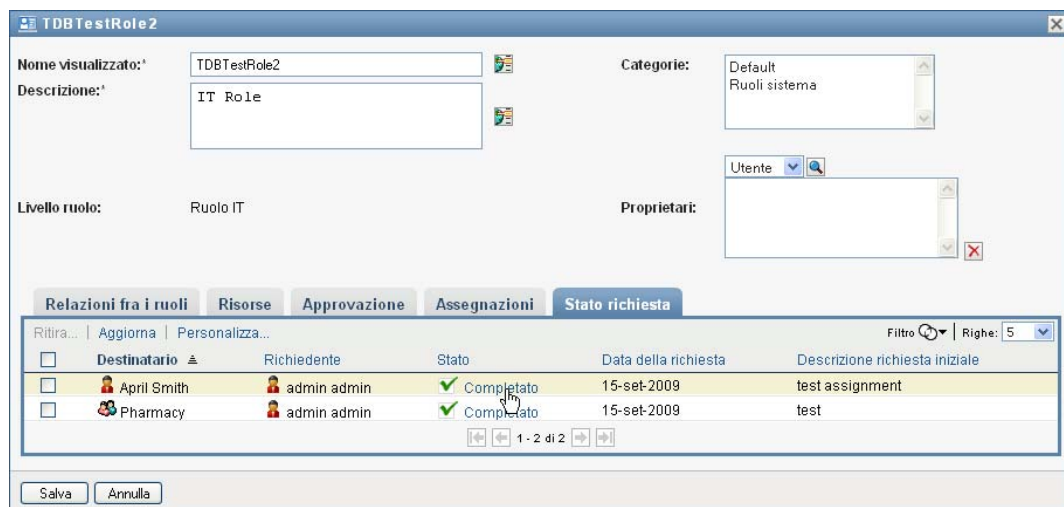 TDBTestRole2
Nome visualizzato:* TDBTestRole2 Categorie: Default
Ruoli sistema
Descrizione:* IT Role
Utente
Livello ruolo: Ruolo IT Proprietari:
Relazioni fra i ruoli Risorse Approvazione Assegnazioni Stato richiesta
Ritira... | Aggiorna | Personalizza... Filtro | Righe: 5
Destinatario Richiedente Stato Data della richiesta Descrizione richiesta iniziale
April Smith admin admin Completato 15-set-2009 test assignment
Pharmacy admin admin Completato 15-set-2009 test
1 - 2 di 2
Salva Annulla